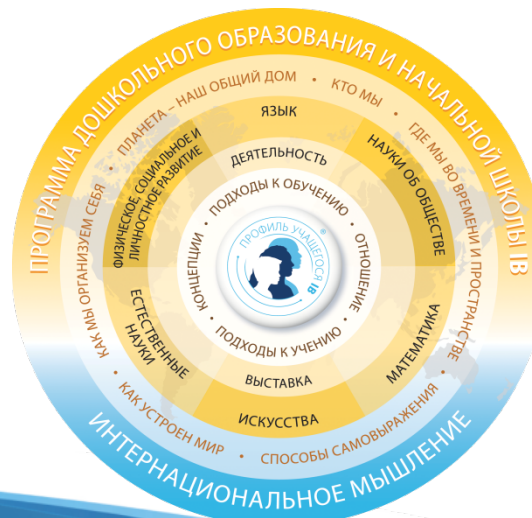 ПРОГРАММА ДОШКОЛЬНОГО ОБРАЗОВАНИЯ И НАЧАЛЬНОЙ ШКОЛЫ IB
ИНТЕРНАЦИОНАЛЬНОЕ МЫШЛЕНИЕ
КАК МЫ ОРГАНИЗУЕМ СЕБЯ • ПЛАНЕТА – НАШ ОБЩИЙ ДОМ • КТО МЫ • ГДЕ МЫ ВО ВРЕМЕНИ И ПРОСТРАНСТВЕ
• КАК УСТРОЕН МИР • СПОСОБЫ САМОВЫРАЖЕНИЯ •
ЯЗЫК
НАУКИ ОБ ОБЩЕСТВЕ
МАТЕМАТИКА
ИСКУССТВА
ЕСТЕСТВЕННЫЕ
НАУКИ
ФИЗИЧЕСКОЕ, СОЦИАЛЬНОЕ И
ЛИЧНОСТНОЕ РАЗВИТИЕ
ДЕЯТЕЛЬНОСТЬ
ВЫСТАВКА
КОНЦЕПЦИИ • ПОДХОДЫ К ОБУЧЕНИЮ • ОТНОШЕНИЕ
• ПОДХОДЫ К УЧЕНИЮ •
ПРОФИЛЬ УЧАЩЕГОСЯ IB ®